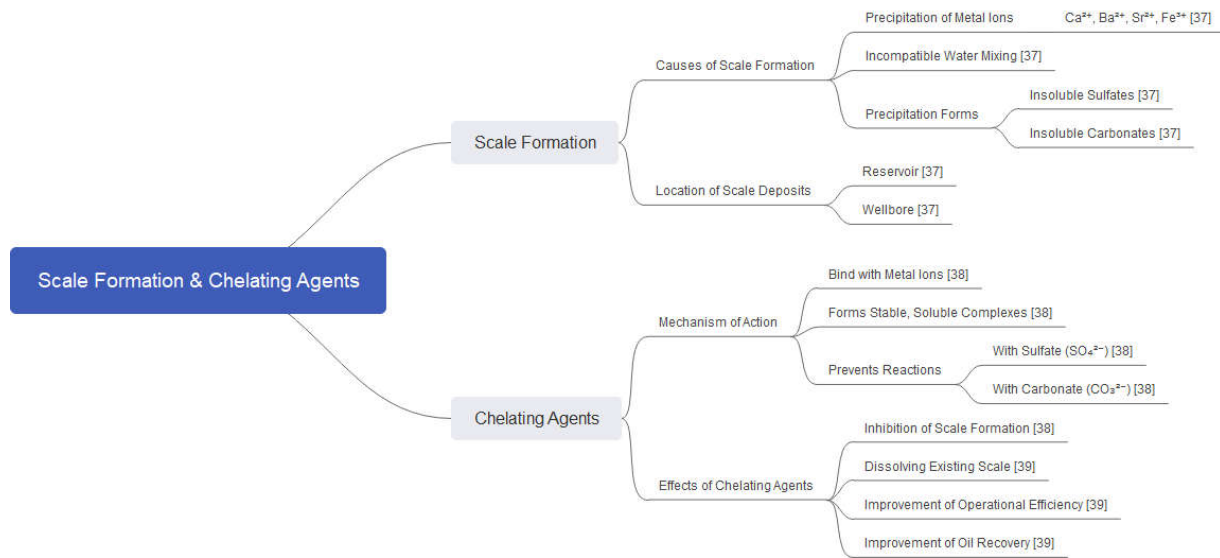 Scale Formation & Chelating Agents
Scale Formation
Causes of Scale Formation
Precipitation of Metal Ions
Ca²⁺, Ba²⁺, Sr²⁺, Fe³⁺ [37]
Incompatible Water Mixing [37]
Precipitation Forms
Insoluble Sulfates [37]
Insoluble Carbonates [37]
Location of Scale Deposits
Reservoir [37]
Wellbore [37]
Chelating Agents
Mechanism of Action
Bind with Metal Ions [38]
Forms Stable, Soluble Complexes [38]
Prevents Reactions
With Sulfate (SO₄²⁻) [38]
With Carbonate (CO₃²⁻) [38]
Effects of Chelating Agents
Inhibition of Scale Formation [38]
Dissolving Existing Scale [39]
Improvement of Operational Efficiency [39]
Improvement of Oil Recovery [39]